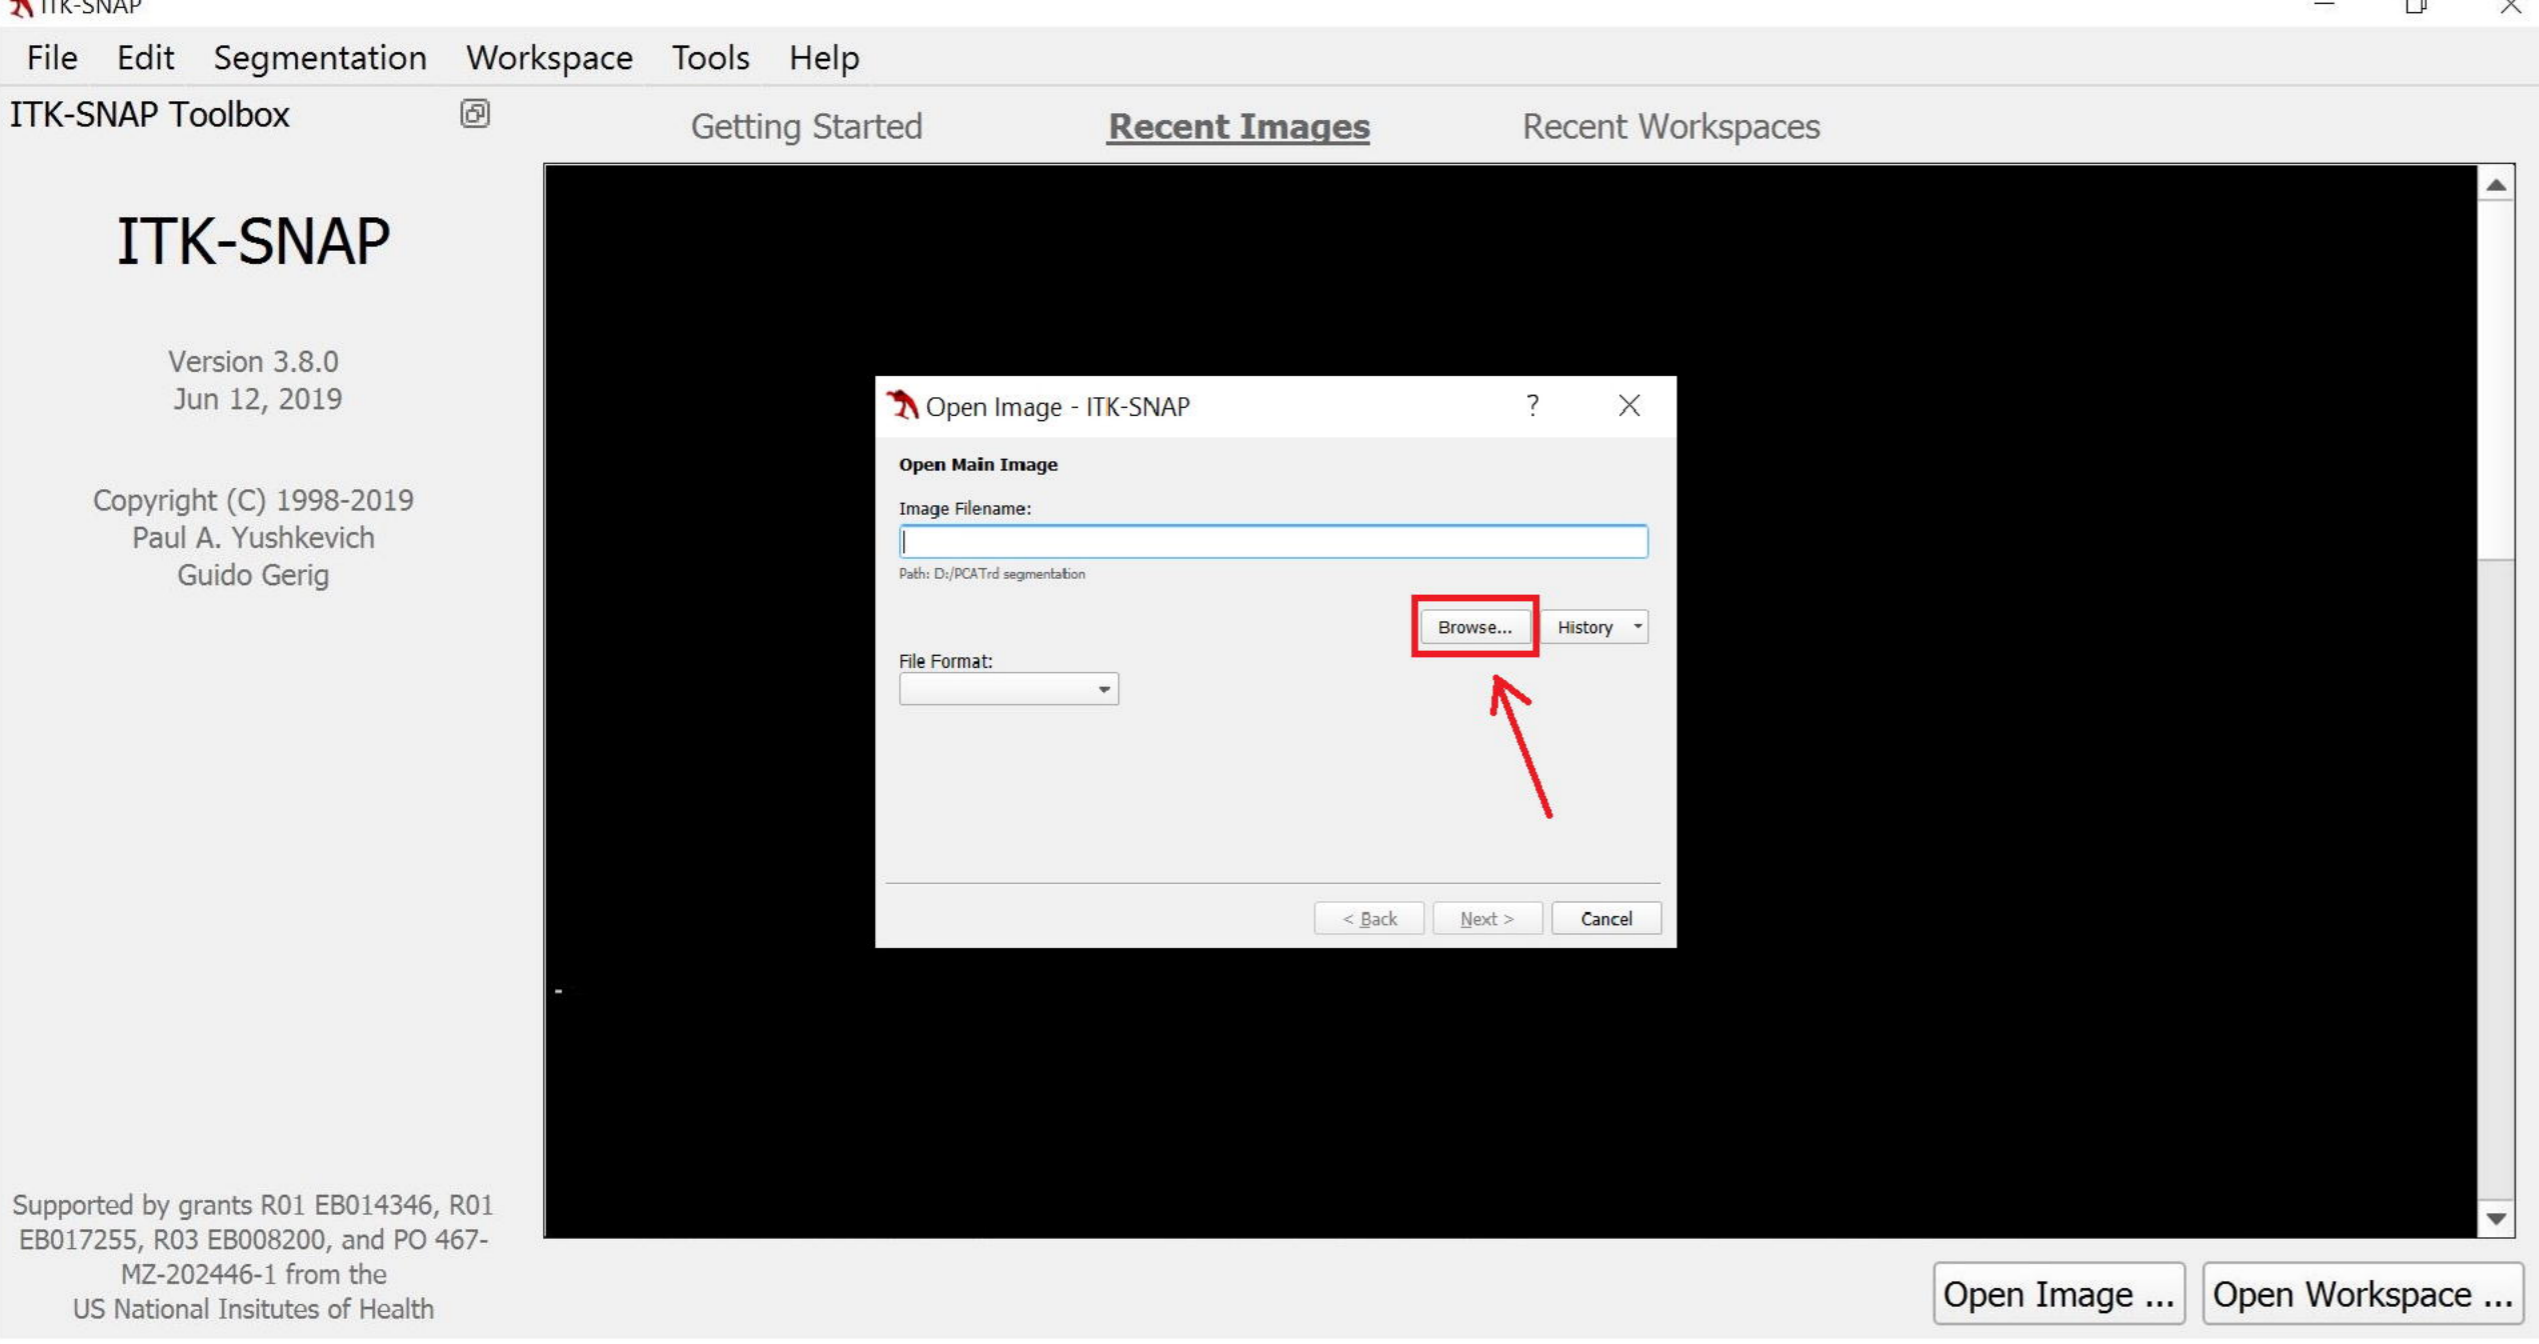 ITK-SNAP
File Edit Segmentation Workspace Tools Help
ITK-SNAP Toolbox
Getting Started Recent Images Recent Workspaces
ITK-SNAP
Version 3.8.0
Jun 12, 2019
Copyright (C) 1998-2019
Paul A. Yushkevich
Guido Gerig
Open Image - ITK-SNAP
Open Main Image
Image Filename:
Path: D:/PCATrd segmentation
Browse... History
File Format:
< Back Next > Cancel
Supported by grants R01 EB014346, R01
EB017255, R03 EB008200, and PO 467-
MZ-202446-1 from the
US National Insitutes of Health
Open Image ... Open Workspace ...